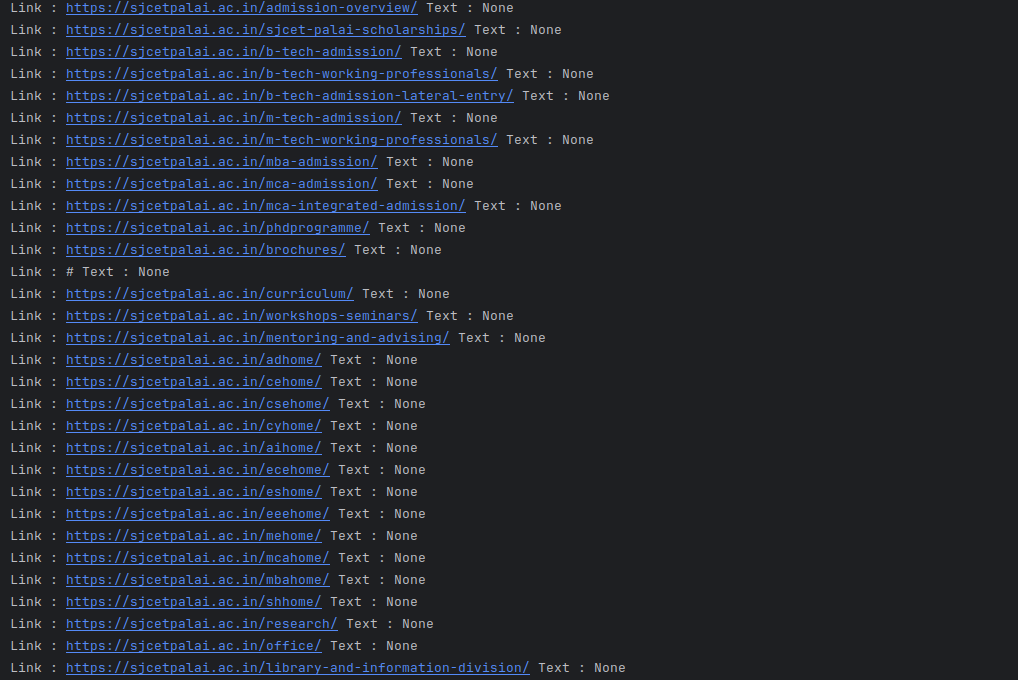 Link : https://sjcetpalai.ac.in/admission-overview/ Text : None
Link : https://sjcetpalai.ac.in/sjcet-palai-scholarships/ Text : None
Link : https://sjcetpalai.ac.in/b-tech-admission/ Text : None
Link : https://sjcetpalai.ac.in/b-tech-working-professionals/ Text : None
Link : https://sjcetpalai.ac.in/b-tech-admission-lateral-entry/ Text : None
Link : https://sjcetpalai.ac.in/m-tech-admission/ Text : None
Link : https://sjcetpalai.ac.in/m-tech-working-professionals/ Text : None
Link : https://sjcetpalai.ac.in/mba-admission/ Text : None
Link : https://sjcetpalai.ac.in/mca-admission/ Text : None
Link : https://sjcetpalai.ac.in/mca-integrated-admission/ Text : None
Link : https://sjcetpalai.ac.in/phdprogramme/ Text : None
Link : https://sjcetpalai.ac.in/brochures/ Text : None
Link : # Text : None
Link : https://sjcetpalai.ac.in/curriculum/ Text : None
Link : https://sjcetpalai.ac.in/workshops-seminars/ Text : None
Link : https://sjcetpalai.ac.in/mentoring-and-advising/ Text : None
Link : https://sjcetpalai.ac.in/adhome/ Text : None
Link : https://sjcetpalai.ac.in/cehome/ Text : None
Link : https://sjcetpalai.ac.in/csehome/ Text : None
Link : https://sjcetpalai.ac.in/cyhome/ Text : None
Link : https://sjcetpalai.ac.in/aihome/ Text : None
Link : https://sjcetpalai.ac.in/ecehome/ Text : None
Link : https://sjcetpalai.ac.in/eshome/ Text : None
Link : https://sjcetpalai.ac.in/eeehome/ Text : None
Link : https://sjcetpalai.ac.in/mehome/ Text : None
Link : https://sjcetpalai.ac.in/mcahome/ Text : None
Link : https://sjcetpalai.ac.in/mbahome/ Text : None
Link : https://sjcetpalai.ac.in/shhome/ Text : None
Link : https://sjcetpalai.ac.in/research/ Text : None
Link : https://sjcetpalai.ac.in/office/ Text : None
Link : https://sjcetpalai.ac.in/library-and-information-division/ Text : None